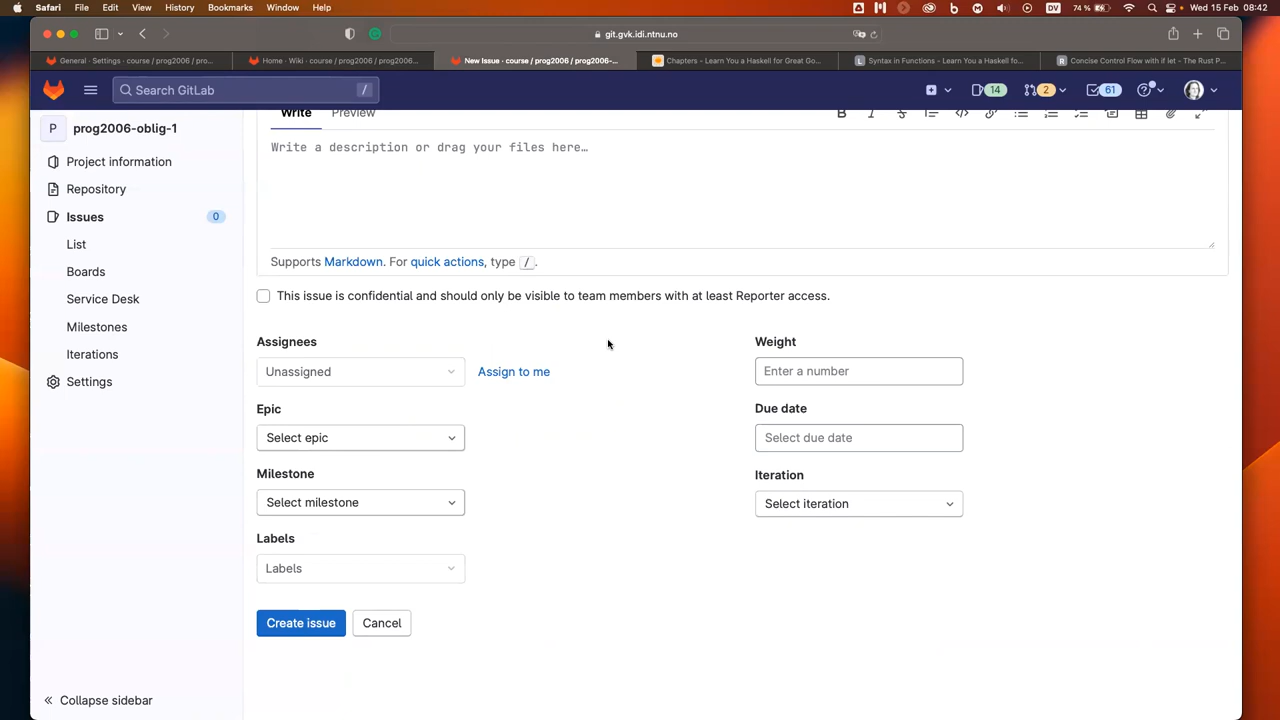 Safari File Edit View History Bookmarks Window Help DV 74 % Wed 15 Feb 08:42
git.gvk.idi.ntnu.no
General · Settings · course / prog2006 / pro... Home · Wiki · course / prog2006 / prog2006... New Issue · course / prog2006 / prog2006-... Chapters - Learn You a Haskell for Great Go... Syntax in Functions - Learn You a Haskell fo... Concise Control Flow with if let - The Rust P...
Search GitLab / 14 2 61
P prog2006-oblig-1
Project information
Repository
Issues 0
List
Boards
Service Desk
Milestones
Iterations
Settings
Collapse sidebar
Write Preview
Write a description or drag your files here…
Supports Markdown. For quick actions, type /.
This issue is confidential and should only be visible to team members with at least Reporter access.
Assignees
Unassigned Assign to me
Epic
Select epic
Milestone
Select milestone
Labels
Labels
Weight
Enter a number
Due date
Select due date
Iteration
Select iteration
Create issue Cancel